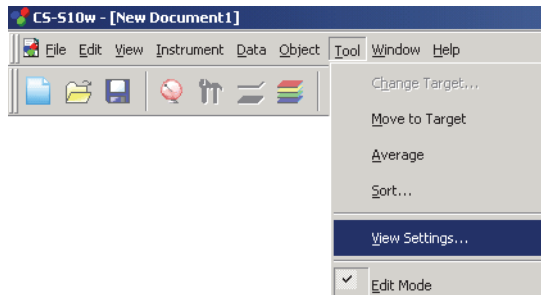 CS-S10w - [New Document1]
File Edit View Instrument Data Object Tool Window Help
Change Target...
Move to Target
Average
Sort...
View Settings...
Edit Mode